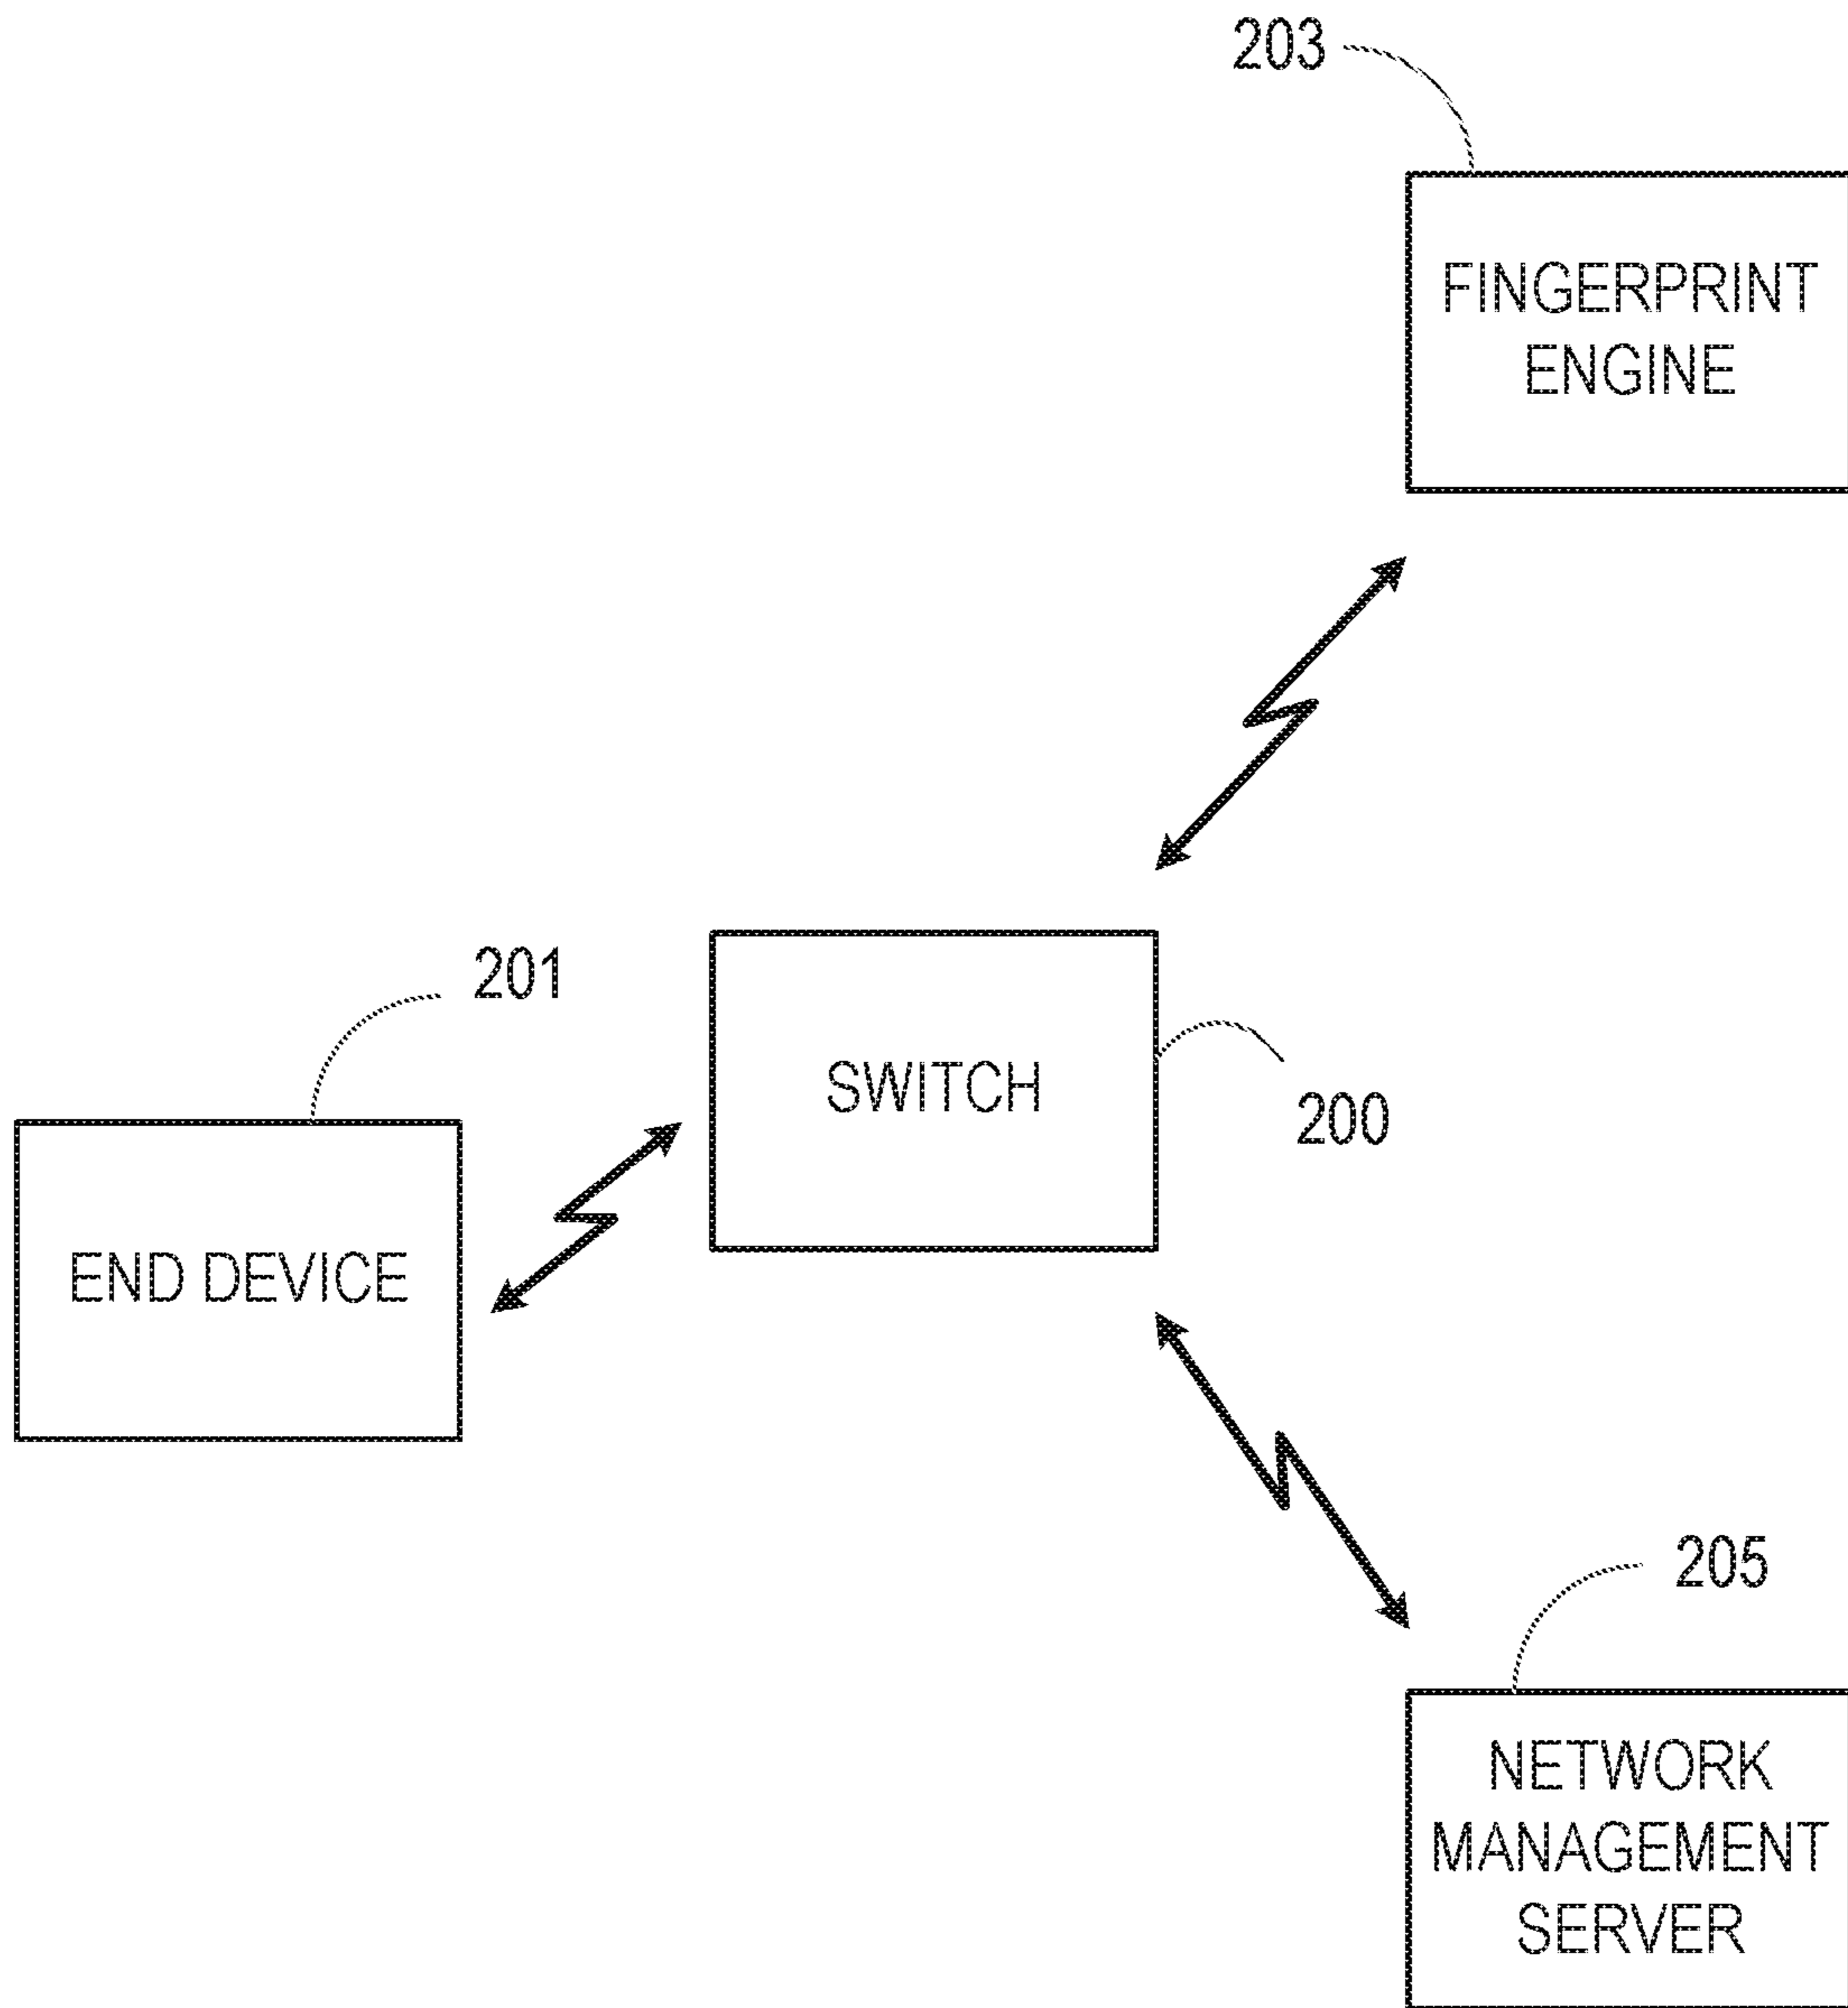 203
FINGERPRINT
ENGINE
201
SWITCH
200
END DEVICE
205
NETWORK
MANAGEMENT
SERVER